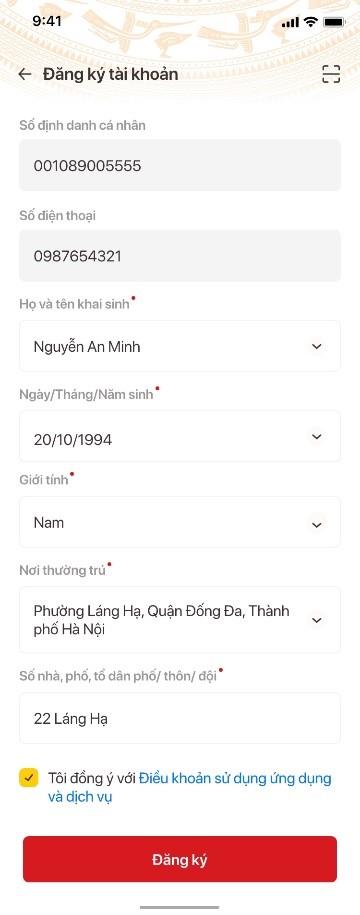 9:41
Đăng ký tài khoản
Số định danh cá nhân
001089005555
Số điện thoại
0987654321
Họ và tên khai sinh*
Nguyễn An Minh
Ngày/Tháng/Năm sinh*
20/10/1994
Giới tính*
Nam
Nơi thường trú*
Phường Láng Hạ, Quận Đống Đa, Thành
phố Hà Nội
Số nhà, phố, tổ dân phố/ thôn/ đội*
22 Láng Hạ
Tôi đồng ý với Điều khoản sử dụng ứng dụng
và dịch vụ
Đăng ký